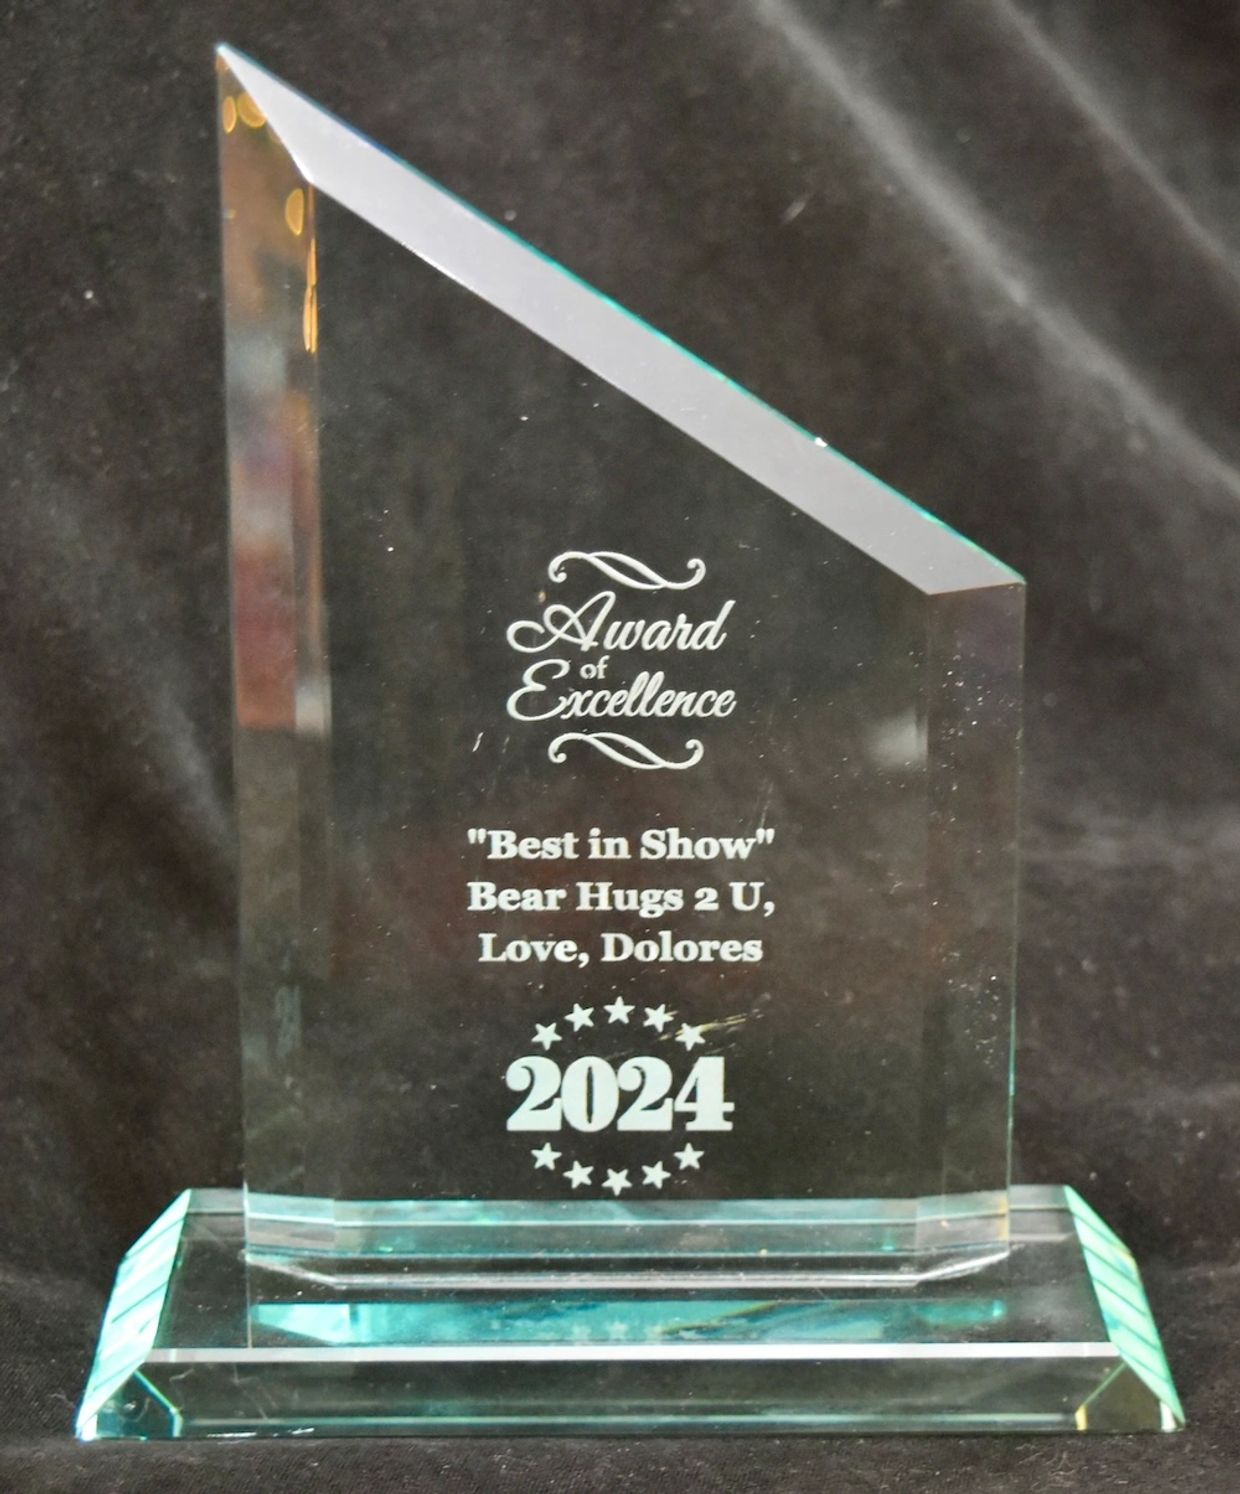 Award
of
Excellence
"Best in Show"
Bear Hugs 2 U,
Love, Dolores
2024